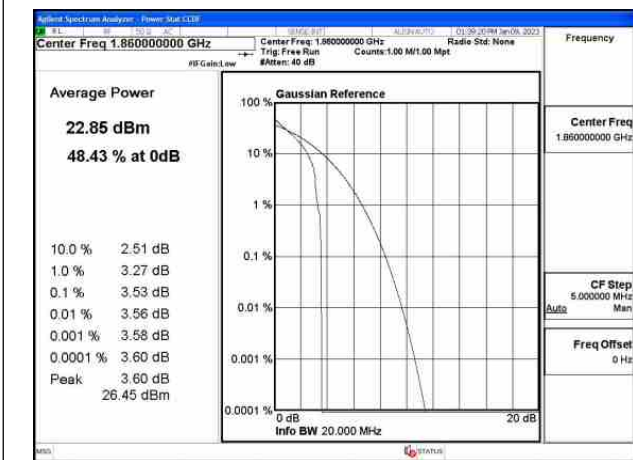 Agilent Spectrum Analyzer - Power Stat CCDF
RL 50 Ω AC SENSE:INT ALIGN AUTO 01:09:20 PM Jan 09, 2023
Center Freq 1.860000000 GHz
Center Freq: 1.860000000 GHz
Radio Std: None
Trig: Free Run
Counts:1.00 M/1.00 Mpt
#IFGain:Low
#Atten: 40 dB
Frequency
Average Power
22.85 dBm
48.43 % at 0dB
10.0 % 2.51 dB
1.0 % 3.27 dB
0.1 % 3.53 dB
0.01 % 3.56 dB
0.001 % 3.58 dB
0.0001 % 3.60 dB
Peak 3.60 dB
26.45 dBm
Gaussian Reference
100 %
10 %
1 %
0.1 %
0.01 %
0.001 %
0.0001 %
0 dB 20 dB
Info BW 20.000 MHz
Center Freq
1.860000000 GHz
CF Step
5.000000 MHz
Auto Man
Freq Offset
0 Hz
MSG STATUS